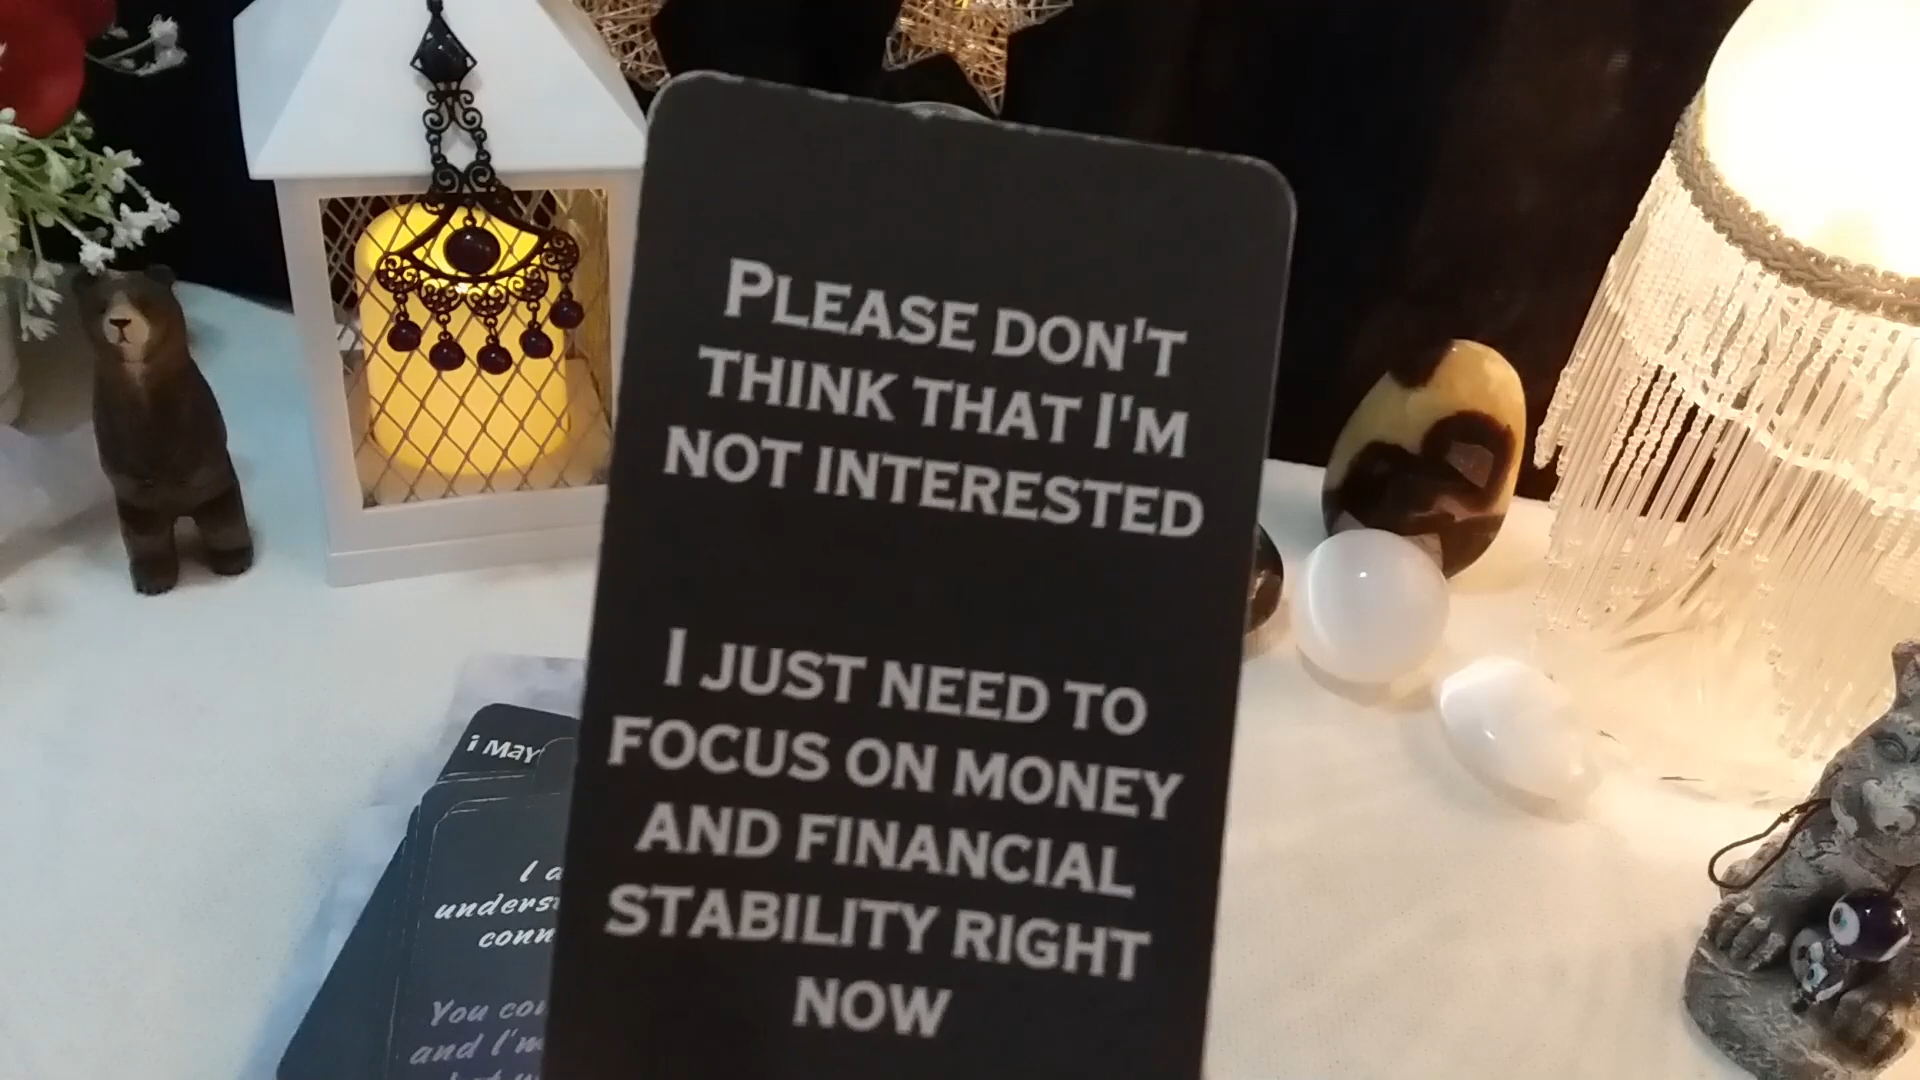 PLEASE DON'T
THINK THAT I'M
NOT INTERESTED
I JUST NEED TO
FOCUS ON MONEY
AND FINANCIAL
STABILITY RIGHT
NOW
i May
I
You
and I'm